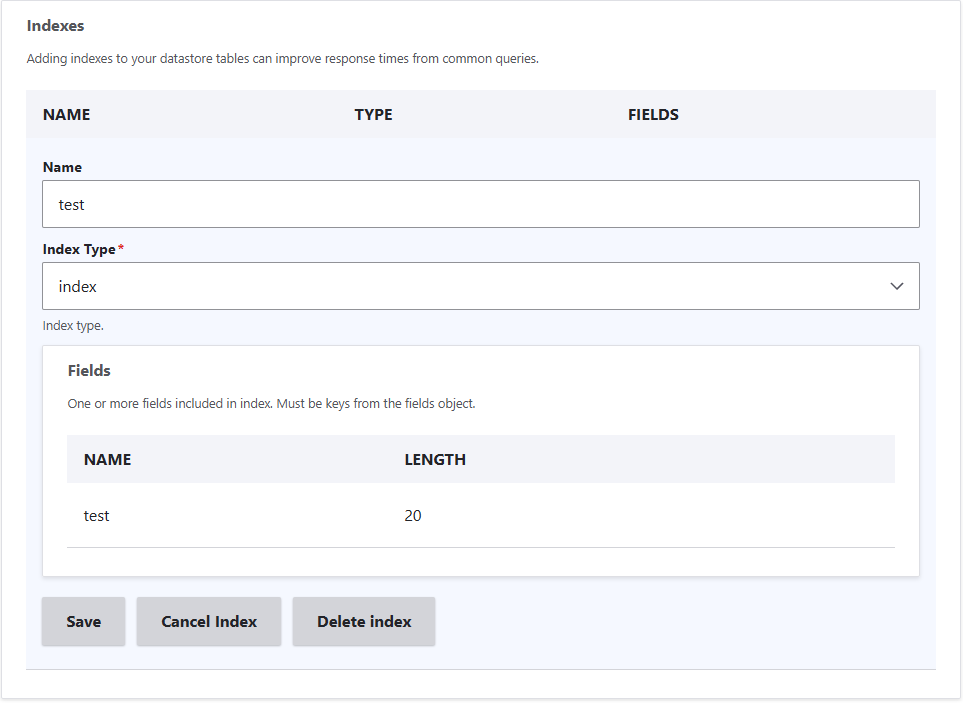 Indexes
Adding indexes to your datastore tables can improve response times from common queries.
NAME TYPE FIELDS
Name
test
Index Type*
index
Index type.
Fields
One or more fields included in index. Must be keys from the fields object.
NAME LENGTH
test 20
Save Cancel Index Delete index